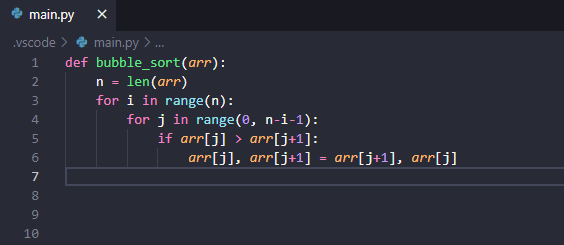 main.py ×
.vscode > main.py > ...
1 def bubble_sort(arr):
2     n = len(arr)
3     for i in range(n):
4         for j in range(0, n-i-1):
5             if arr[j] > arr[j+1]:
6                 arr[j], arr[j+1] = arr[j+1], arr[j]
7
8
9
10